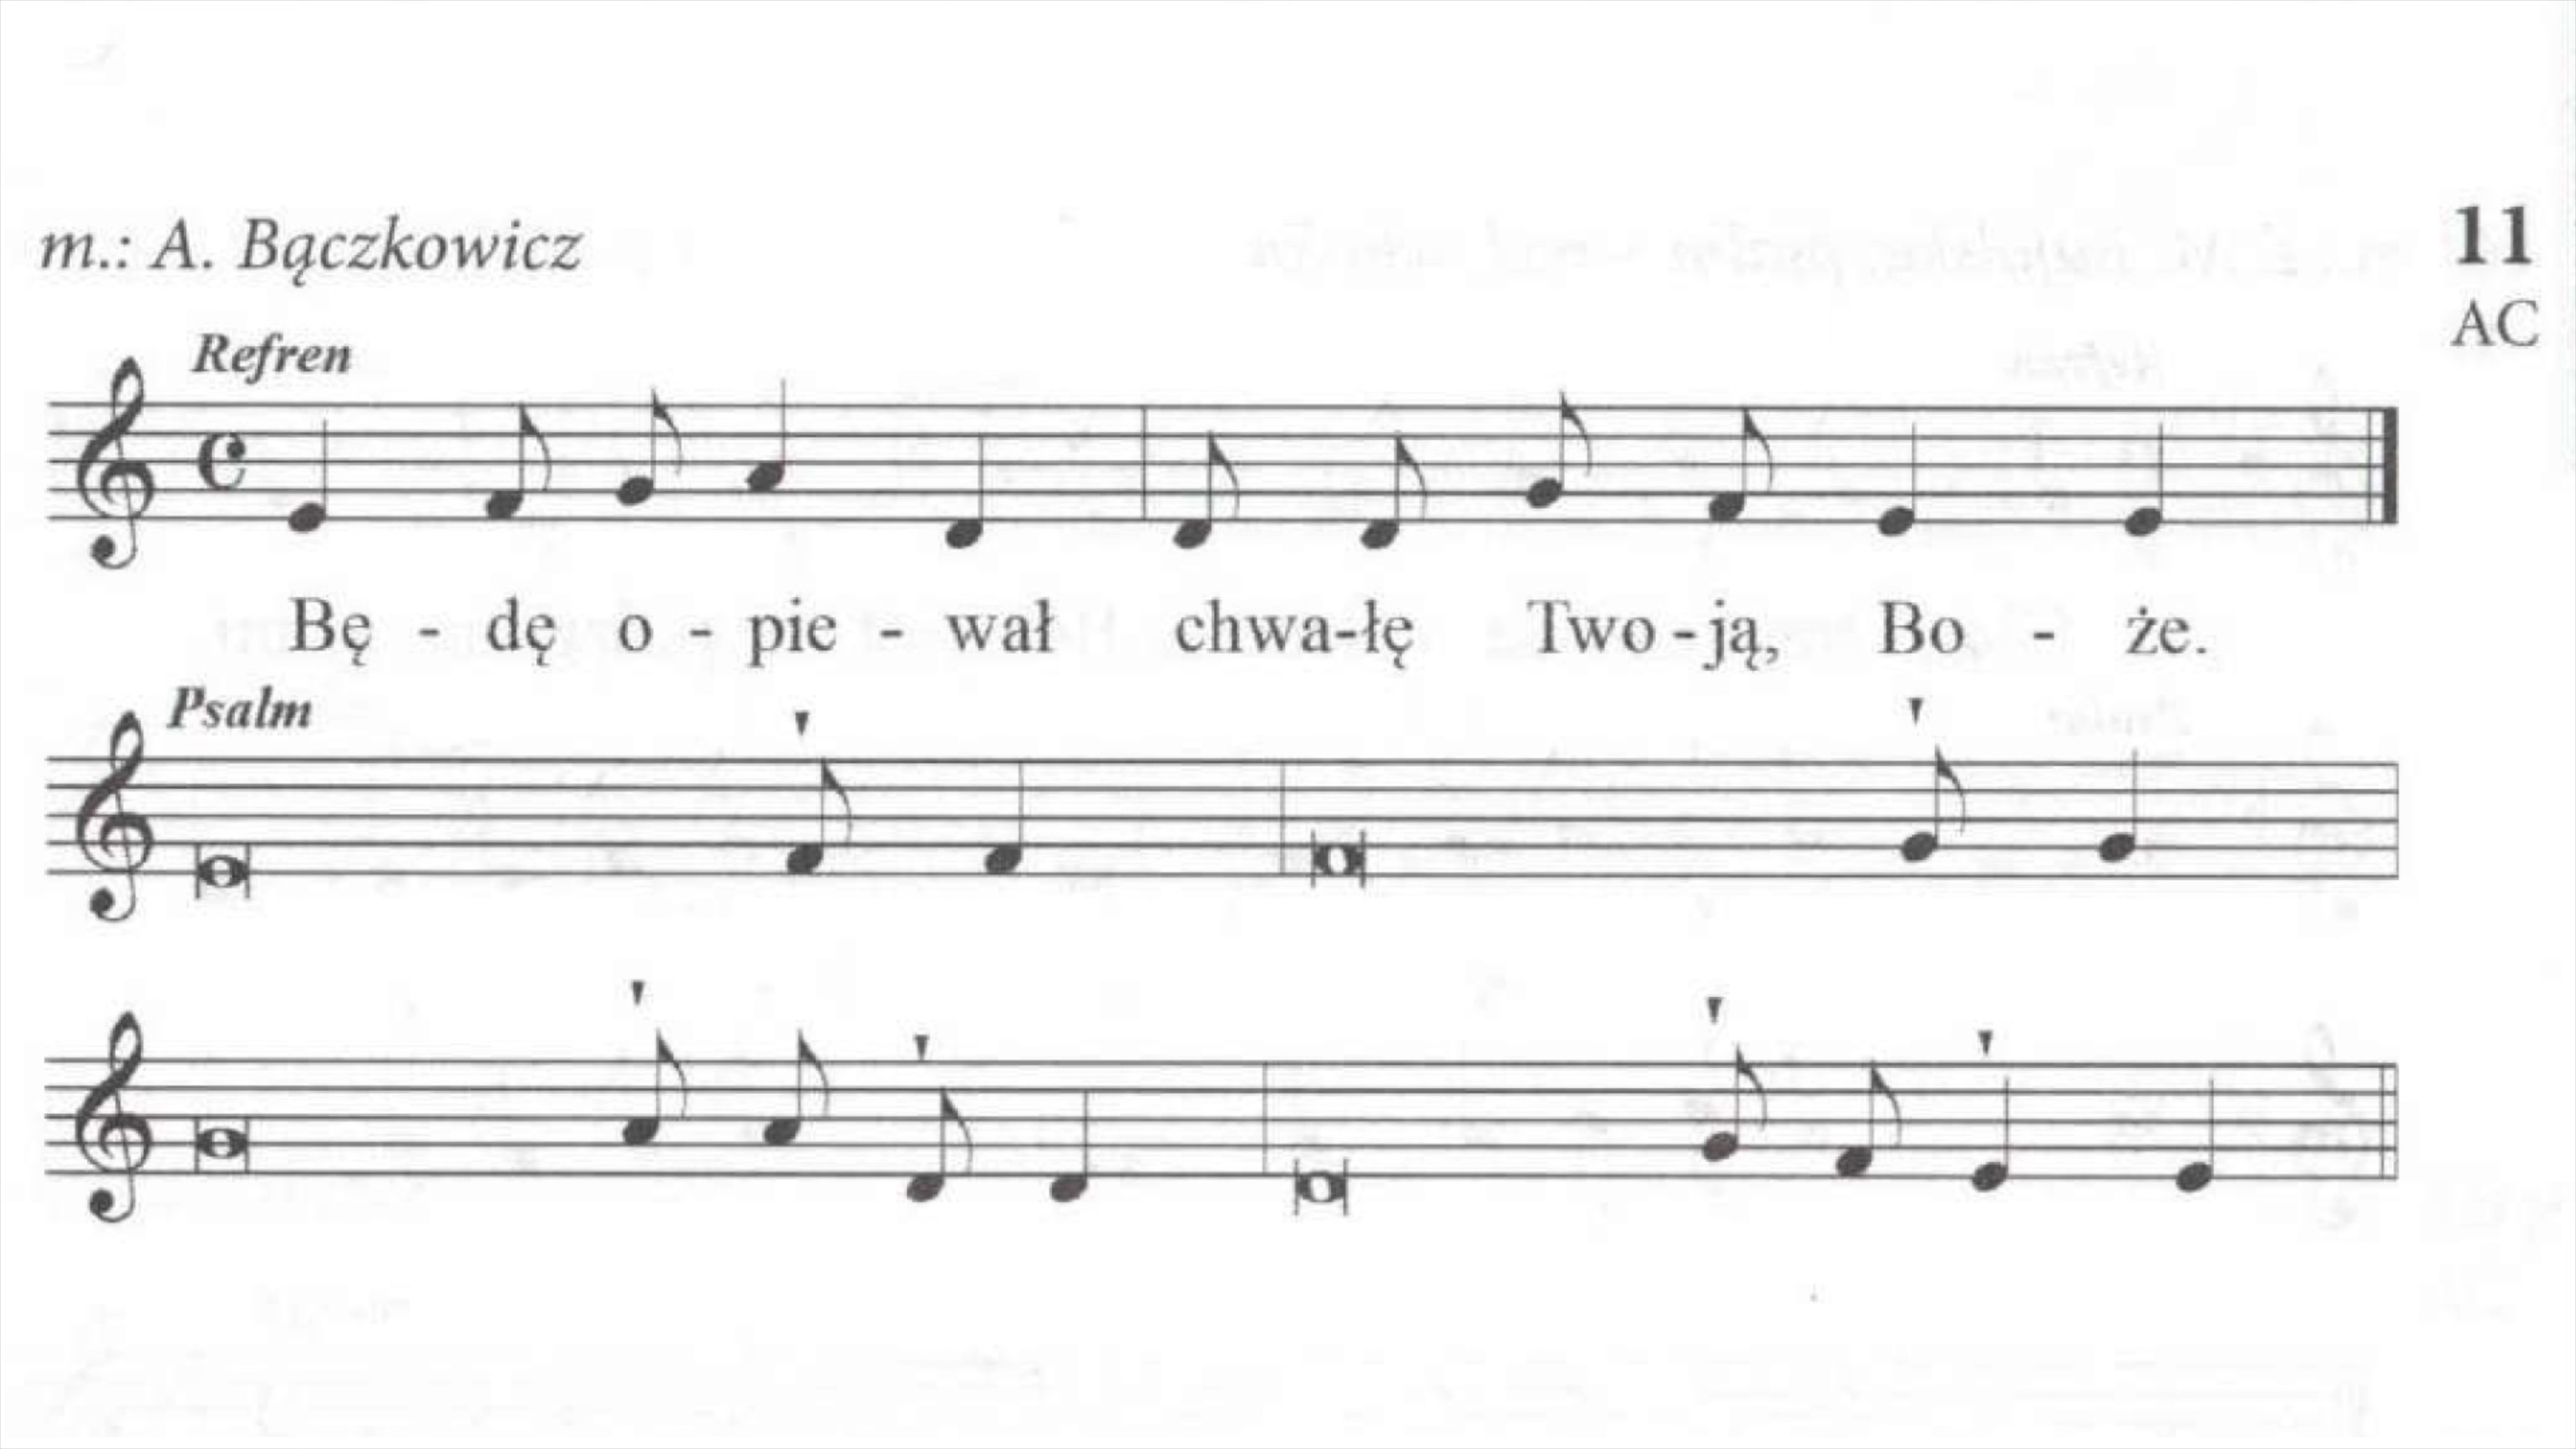 m.: A. Bączkowicz
11
AC
Refren
Bę - dę o - pie - wał chwa-łę Two - ją, Bo - że.
Psalm